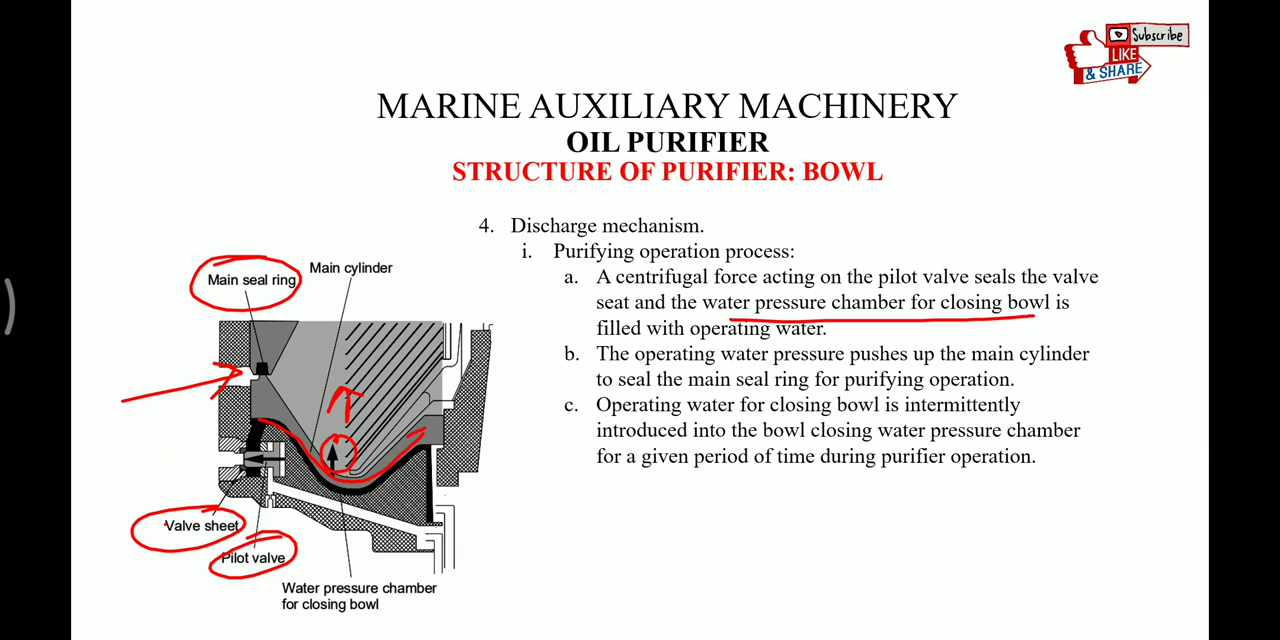 Subscribe
LIKE
& SHARE
MARINE AUXILIARY MACHINERY
OIL PURIFIER
STRUCTURE OF PURIFIER: BOWL
4. Discharge mechanism.
i. Purifying operation process:
a. A centrifugal force acting on the pilot valve seals the valve
seat and the water pressure chamber for closing bowl is
filled with operating water.
b. The operating water pressure pushes up the main cylinder
to seal the main seal ring for purifying operation.
c. Operating water for closing bowl is intermittently
introduced into the bowl closing water pressure chamber
for a given period of time during purifier operation.
Main seal ring
Main cylinder
Valve sheet
Pilot valve
Water pressure chamber
for closing bowl